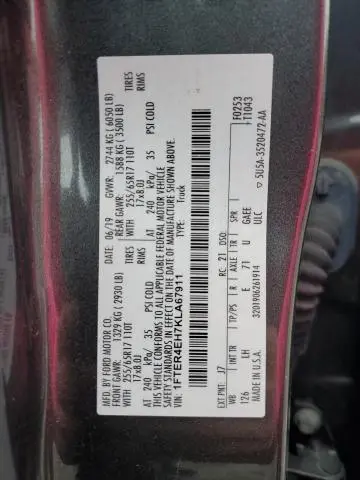 MFD. BY FORD MOTOR CO.
DATE: 06/19 GVWR: 2744 KG ( 6050 LB)
FRONT GAWR: 1329 KG ( 2930 LB) REAR GAWR: 1588 KG ( 3500 LB)
WITH 255/65R17 110T TIRES WITH 255/65R17 110T TIRES
17x8.0J RIMS 17x8.0J RIMS
AT 240 kPa/ 35 PSI COLD AT 240 kPa/ 35 PSI COLD
THIS VEHICLE CONFORMS TO ALL APPLICABLE FEDERAL MOTOR VEHICLE
SAFETY STANDARDS IN EFFECT ON THE DATE OF MANUFACTURE SHOWN ABOVE.
VIN: 1FTER4EH7KLA67911
TYPE: Truck
F0253
T1043
EXT PNT: J7 RC: 21 DSO:
WB INT TR TP/PS R AXLE TR SPR
126 LH E 71 U UAEE
ULC
3201906261914
MADE IN U.S.A. ▽ 5U5A-3520472-AA